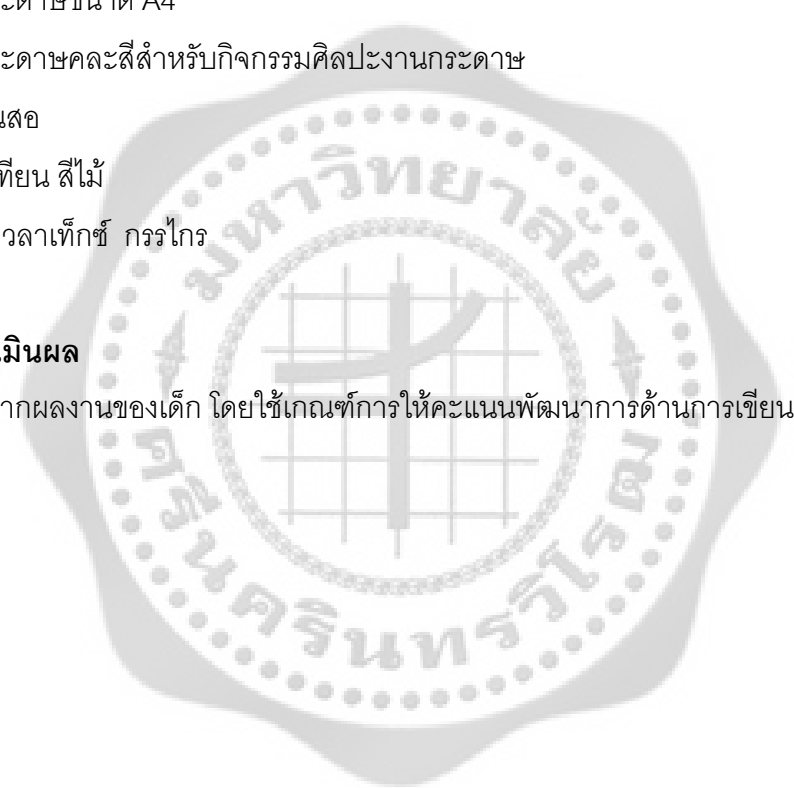 ะดาษขนาด A4
ะดาษคละสีสำหรับกิจกรรมศิลปะงานกระดาษ
นสอ
ทียน สีไม้
วลาเท็กซ์ กรรไกร
มินผล
ากผลงานของเด็ก โดยใช้เกณฑ์การให้คะแนนพัฒนาการด้านการเขียน
มหาวิทยาลัย
ศรีนครินทรวิโรฒ